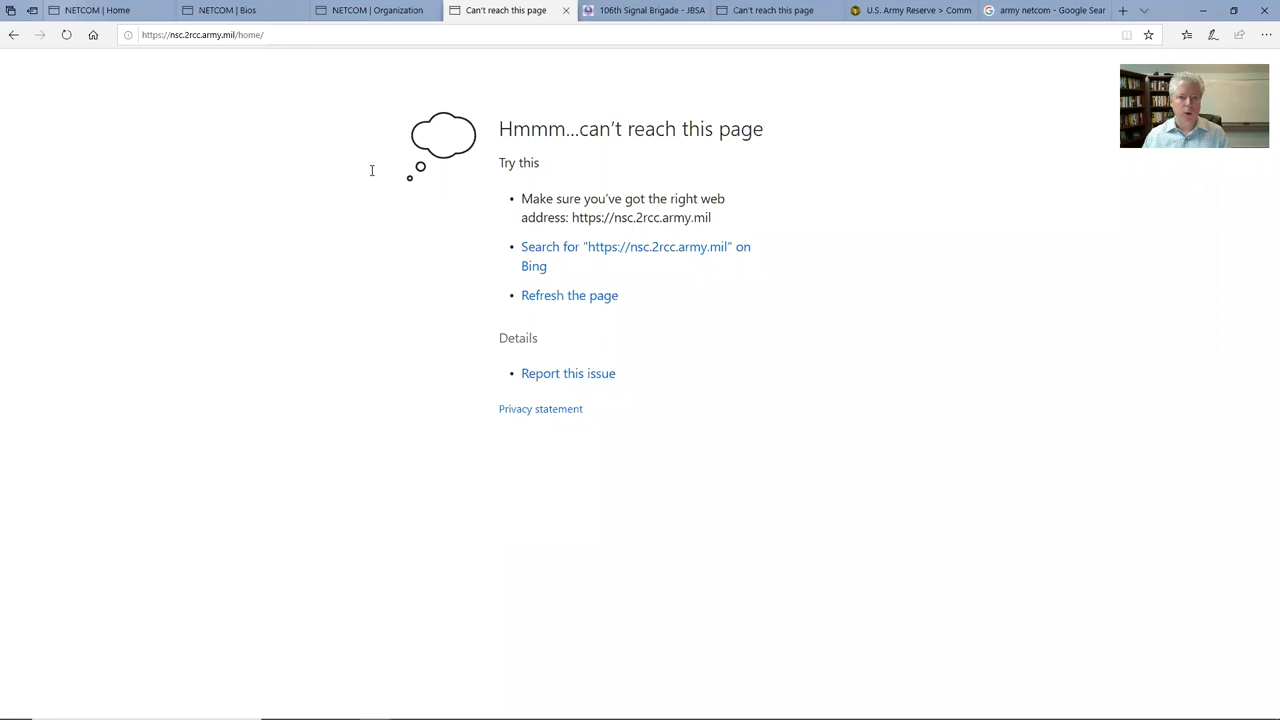 NETCOM | Home
NETCOM | Bios
NETCOM | Organization
Can't reach this page
106th Signal Brigade - JBSA
Can't reach this page
U.S. Army Reserve > Comm
army netcom - Google Sear
https://nsc.2rcc.army.mil/home/
Hmmm...can't reach this page
Try this
• Make sure you've got the right web
address: https://nsc.2rcc.army.mil
• Search for "https://nsc.2rcc.army.mil" on
Bing
• Refresh the page
Details
• Report this issue
Privacy statement